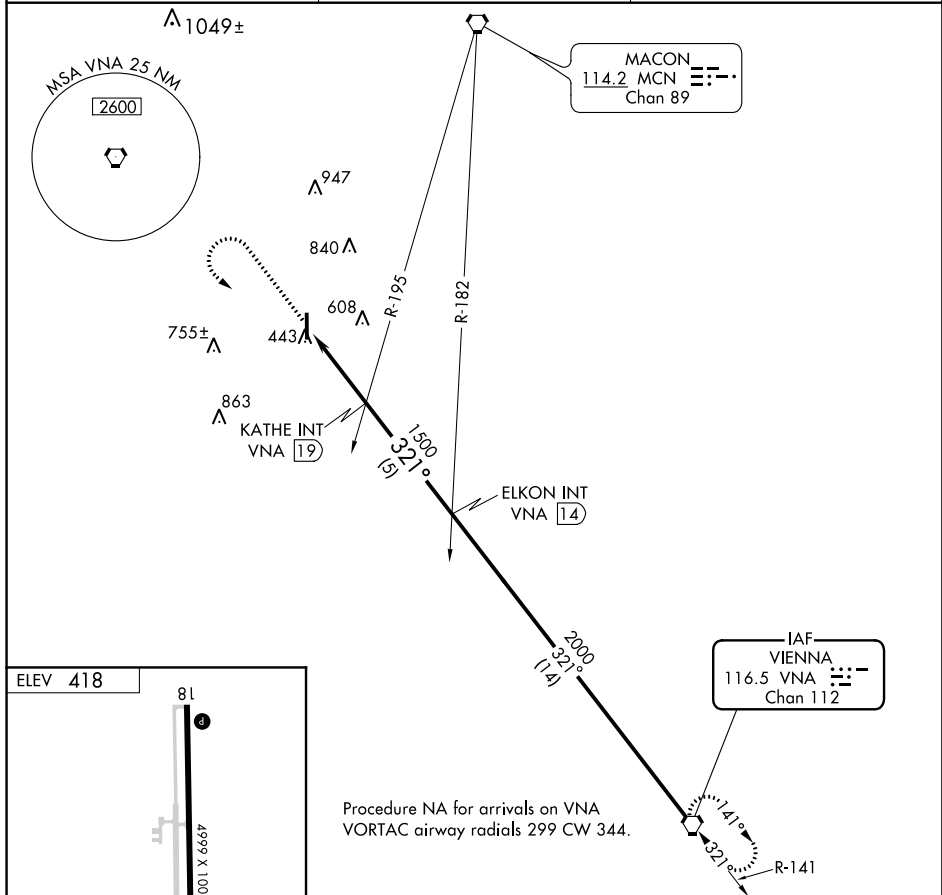 1049±
MSA VNA 25 NM
2600
MACON
114.2 MCN
Chan 89
947
840
R-195
R-182
608
755±
443
863
KATHE INT
VNA 19
1500
321°
(5)
ELKON INT
VNA 14
2000
321°
(14)
IAF
VIENNA
116.5 VNA
Chan 112
ELEV 418
18
P
4999 X 100
Procedure NA for arrivals on VNA
VORTAC airway radials 299 CW 344.
141°
321°
R-141